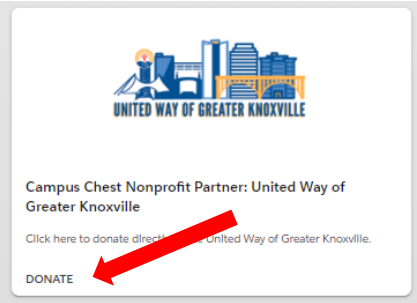 UNITED WAY OF GREATER KNOXVILLE
Campus Chest Nonprofit Partner: United Way of
Greater Knoxville
Click here to donate directly United Way of Greater Knoxville.
DONATE